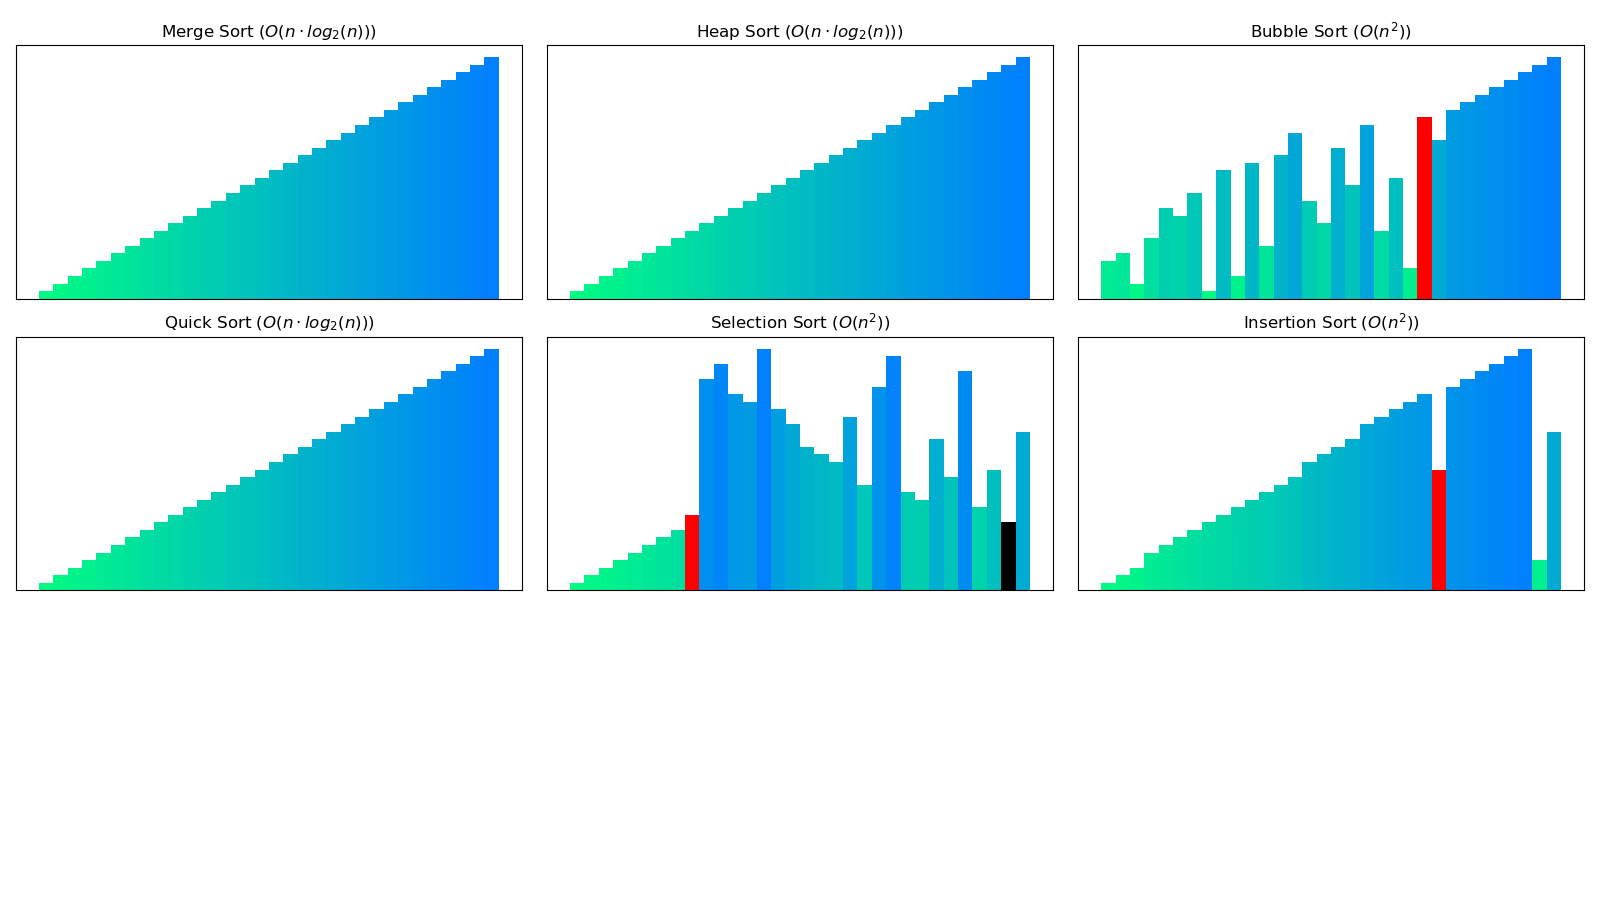 Merge Sort (O(n · log₂(n)))
Heap Sort (O(n · log₂(n)))
Bubble Sort (O(n²))
Quick Sort (O(n · log₂(n)))
Selection Sort (O(n²))
Insertion Sort (O(n²))